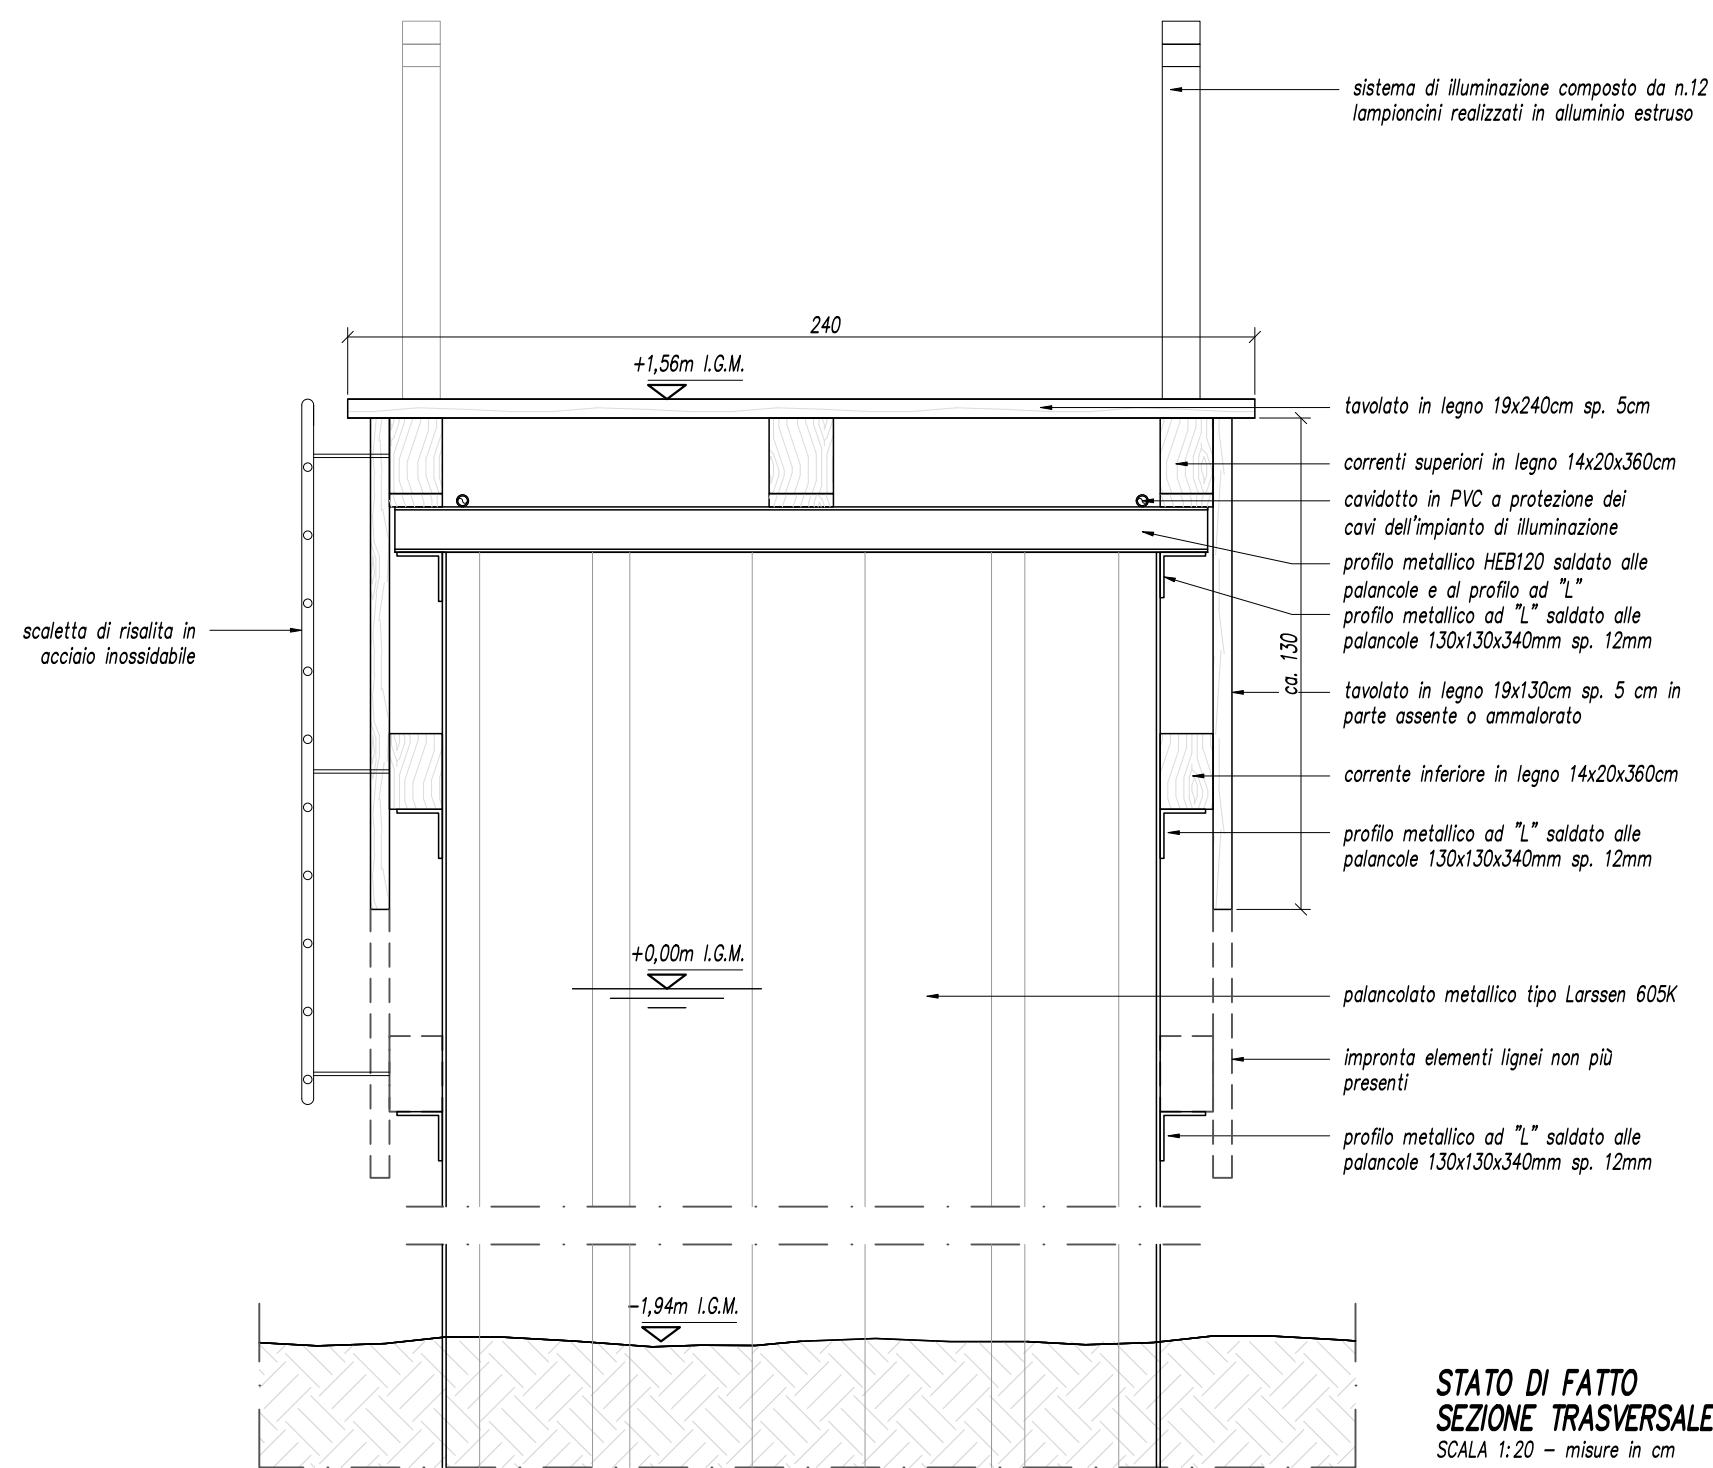 sistema di illuminazione composto da n.12
lampioncini realizzati in alluminio estruso
240
+1,56m I.G.M.
tavolato in legno 19x240cm sp. 5cm
correnti superiori in legno 14x20x360cm
cavidotto in PVC a protezione dei
cavi dell'impianto di illuminazione
profilo metallico HEB120 saldato alle
palancole e al profilo ad "L"
profilo metallico ad "L" saldato alle
palancole 130x130x340mm sp. 12mm
scaletta di risalita in
acciaio inossidabile
ca. 130
tavolato in legno 19x130cm sp. 5 cm in
parte assente o ammalorato
corrente inferiore in legno 14x20x360cm
profilo metallico ad "L" saldato alle
palancole 130x130x340mm sp. 12mm
+0,00m I.G.M.
palancolato metallico tipo Larssen 605K
impronta elementi lignei non più
presenti
profilo metallico ad "L" saldato alle
palancole 130x130x340mm sp. 12mm
-1,94m I.G.M.
STATO DI FATTO
SEZIONE TRASVERSALE
SCALA 1:20 - misure in cm